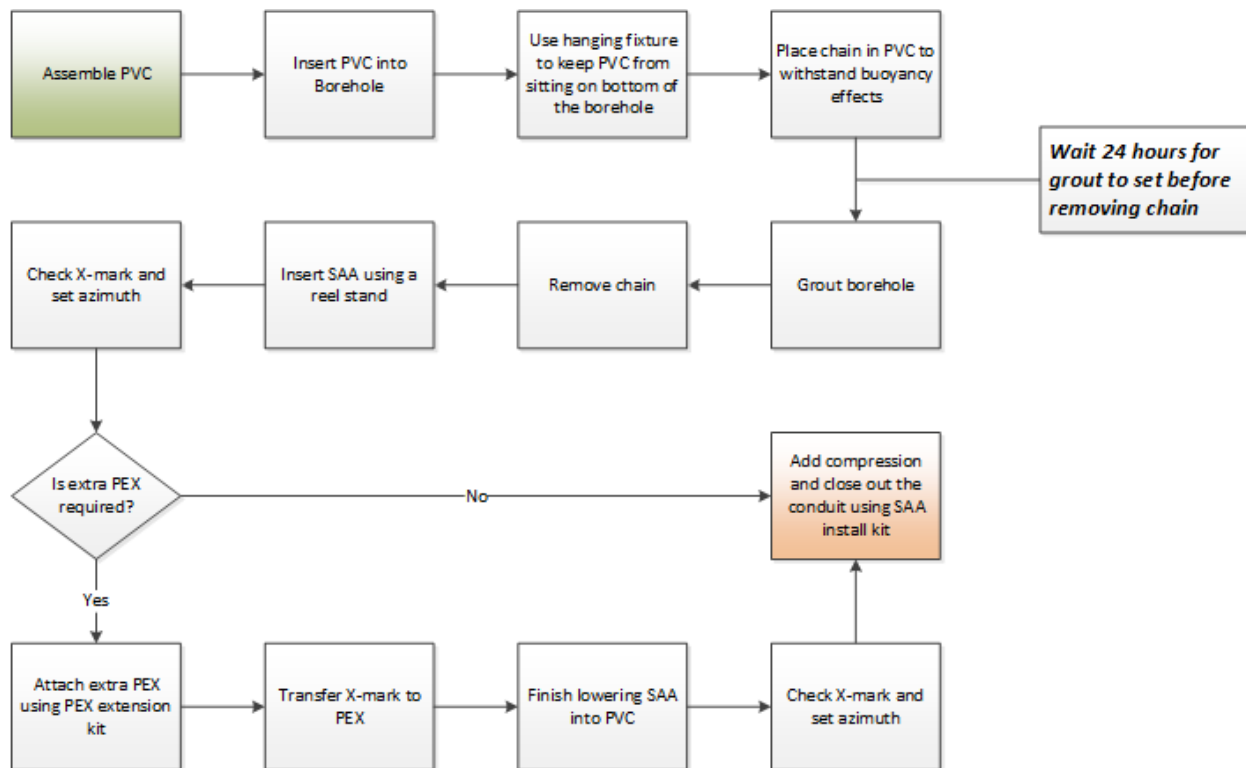 Assemble PVC
Insert PVC into
Borehole
Use hanging fixture
to keep PVC from
sitting on bottom of
the borehole
Place chain in PVC to
withstand buoyancy
effects
Wait 24 hours for
grout to set before
removing chain
Grout borehole
Remove chain
Insert SAA using a
reel stand
Check X-mark and
set azimuth
Is extra PEX
required?
No
Add compression
and close out the
conduit using SAA
install kit
Yes
Attach extra PEX
using PEX extension
kit
Transfer X-mark to
PEX
Finish lowering SAA
into PVC
Check X-mark and
set azimuth